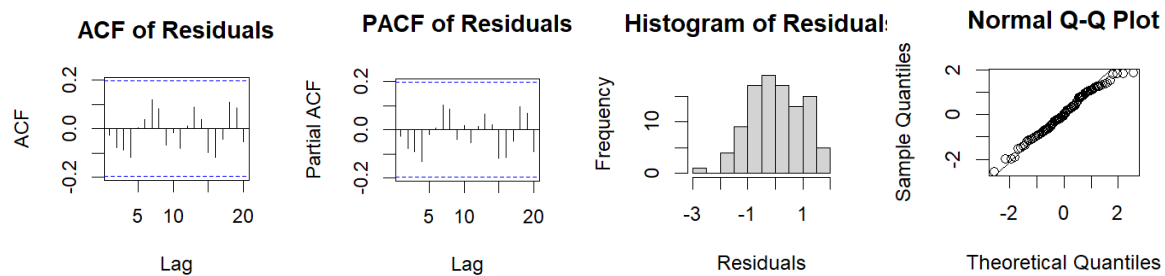 ACF of Residuals
ACF
-0.2 0.0 0.2
5 10 20
Lag
PACF of Residuals
Partial ACF
-0.2 0.0 0.2
5 10 20
Lag
Histogram of Residuals
Frequency
0 10
-3 -1 1
Residuals
Normal Q-Q Plot
Sample Quantiles
-2 0 2
-2 0 2
Theoretical Quantiles